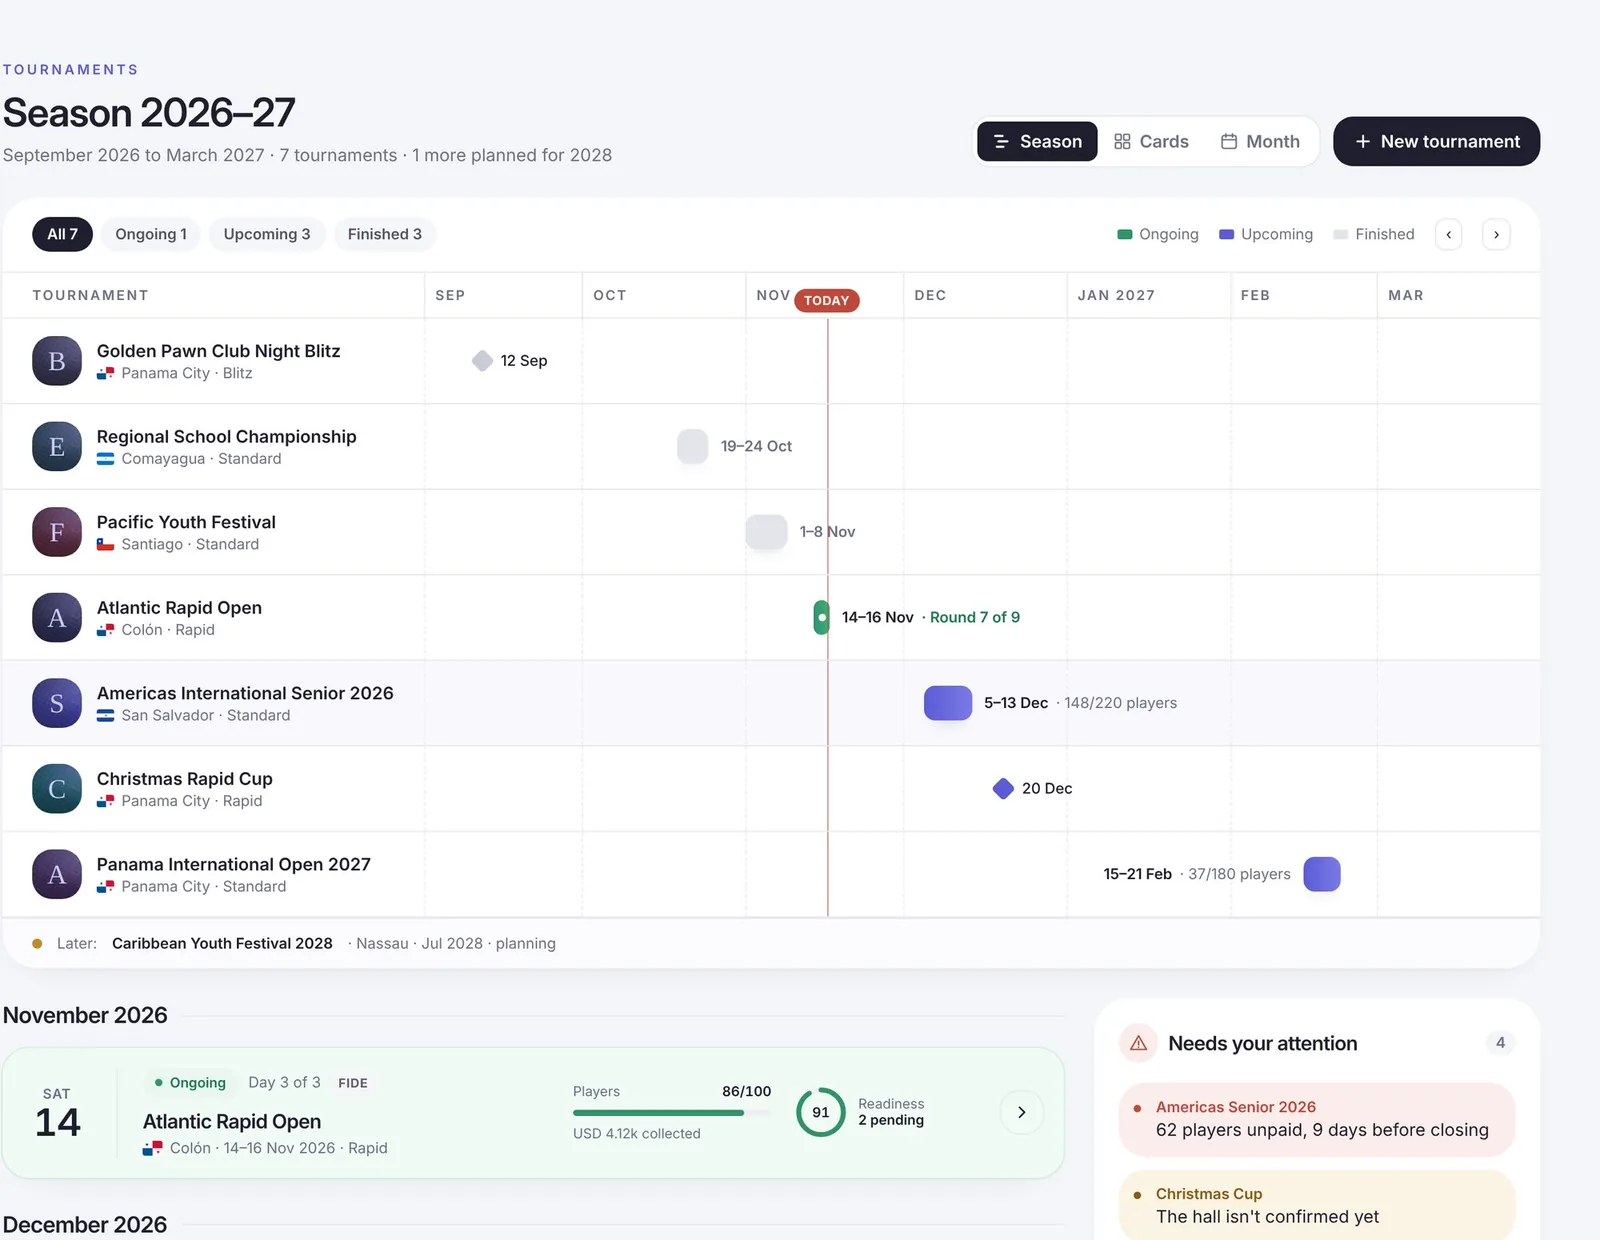 TOURNAMENTS
Season 2026–27
September 2026 to March 2027 · 7 tournaments · 1 more planned for 2028
Season
Cards
Month
+ New tournament
All 7
Ongoing 1
Upcoming 3
Finished 3
Ongoing
Upcoming
Finished
TOURNAMENT
SEP
OCT
NOV
TODAY
DEC
JAN 2027
FEB
MAR
B
Golden Pawn Club Night Blitz
Panama City · Blitz
12 Sep
E
Regional School Championship
Comayagua · Standard
19–24 Oct
F
Pacific Youth Festival
Santiago · Standard
1–8 Nov
A
Atlantic Rapid Open
Colón · Rapid
14–16 Nov · Round 7 of 9
S
Americas International Senior 2026
San Salvador · Standard
5–13 Dec · 148/220 players
C
Christmas Rapid Cup
Panama City · Rapid
20 Dec
A
Panama International Open 2027
Panama City · Standard
15–21 Feb · 37/180 players
Later: Caribbean Youth Festival 2028 · Nassau · Jul 2028 · planning
November 2026
SAT
14
Ongoing Day 3 of 3 FIDE
Atlantic Rapid Open
Colón · 14–16 Nov 2026 · Rapid
Players 86/100
USD 4.12k collected
91
Readiness
2 pending
December 2026
Needs your attention
4
Americas Senior 2026
62 players unpaid, 9 days before closing
Christmas Cup
The hall isn't confirmed yet